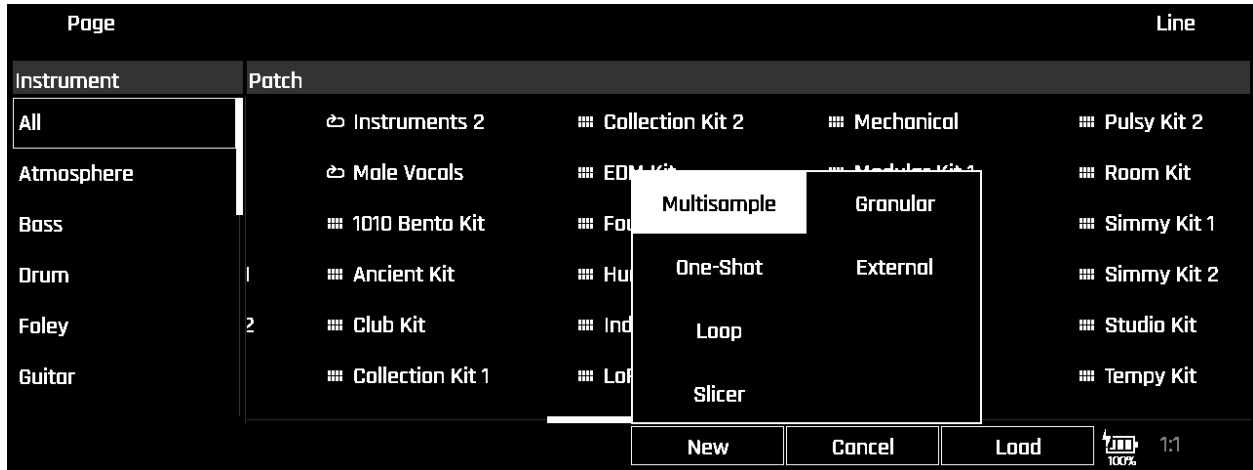 Page Line
Instrument Patch
All Instruments 2 Collection Kit 2 Mechanical Pulsy Kit 2
Atmosphere Male Vocals Room Kit
Multisample Granular
Bass 1010 Bento Kit Simmy Kit 1
One-Shot External
Drum Ancient Kit Simmy Kit 2
Foley 2 Club Kit Loop Studio Kit
Guitar Collection Kit 1 Tempy Kit
Slicer
New Cancel Load 100% 1:1